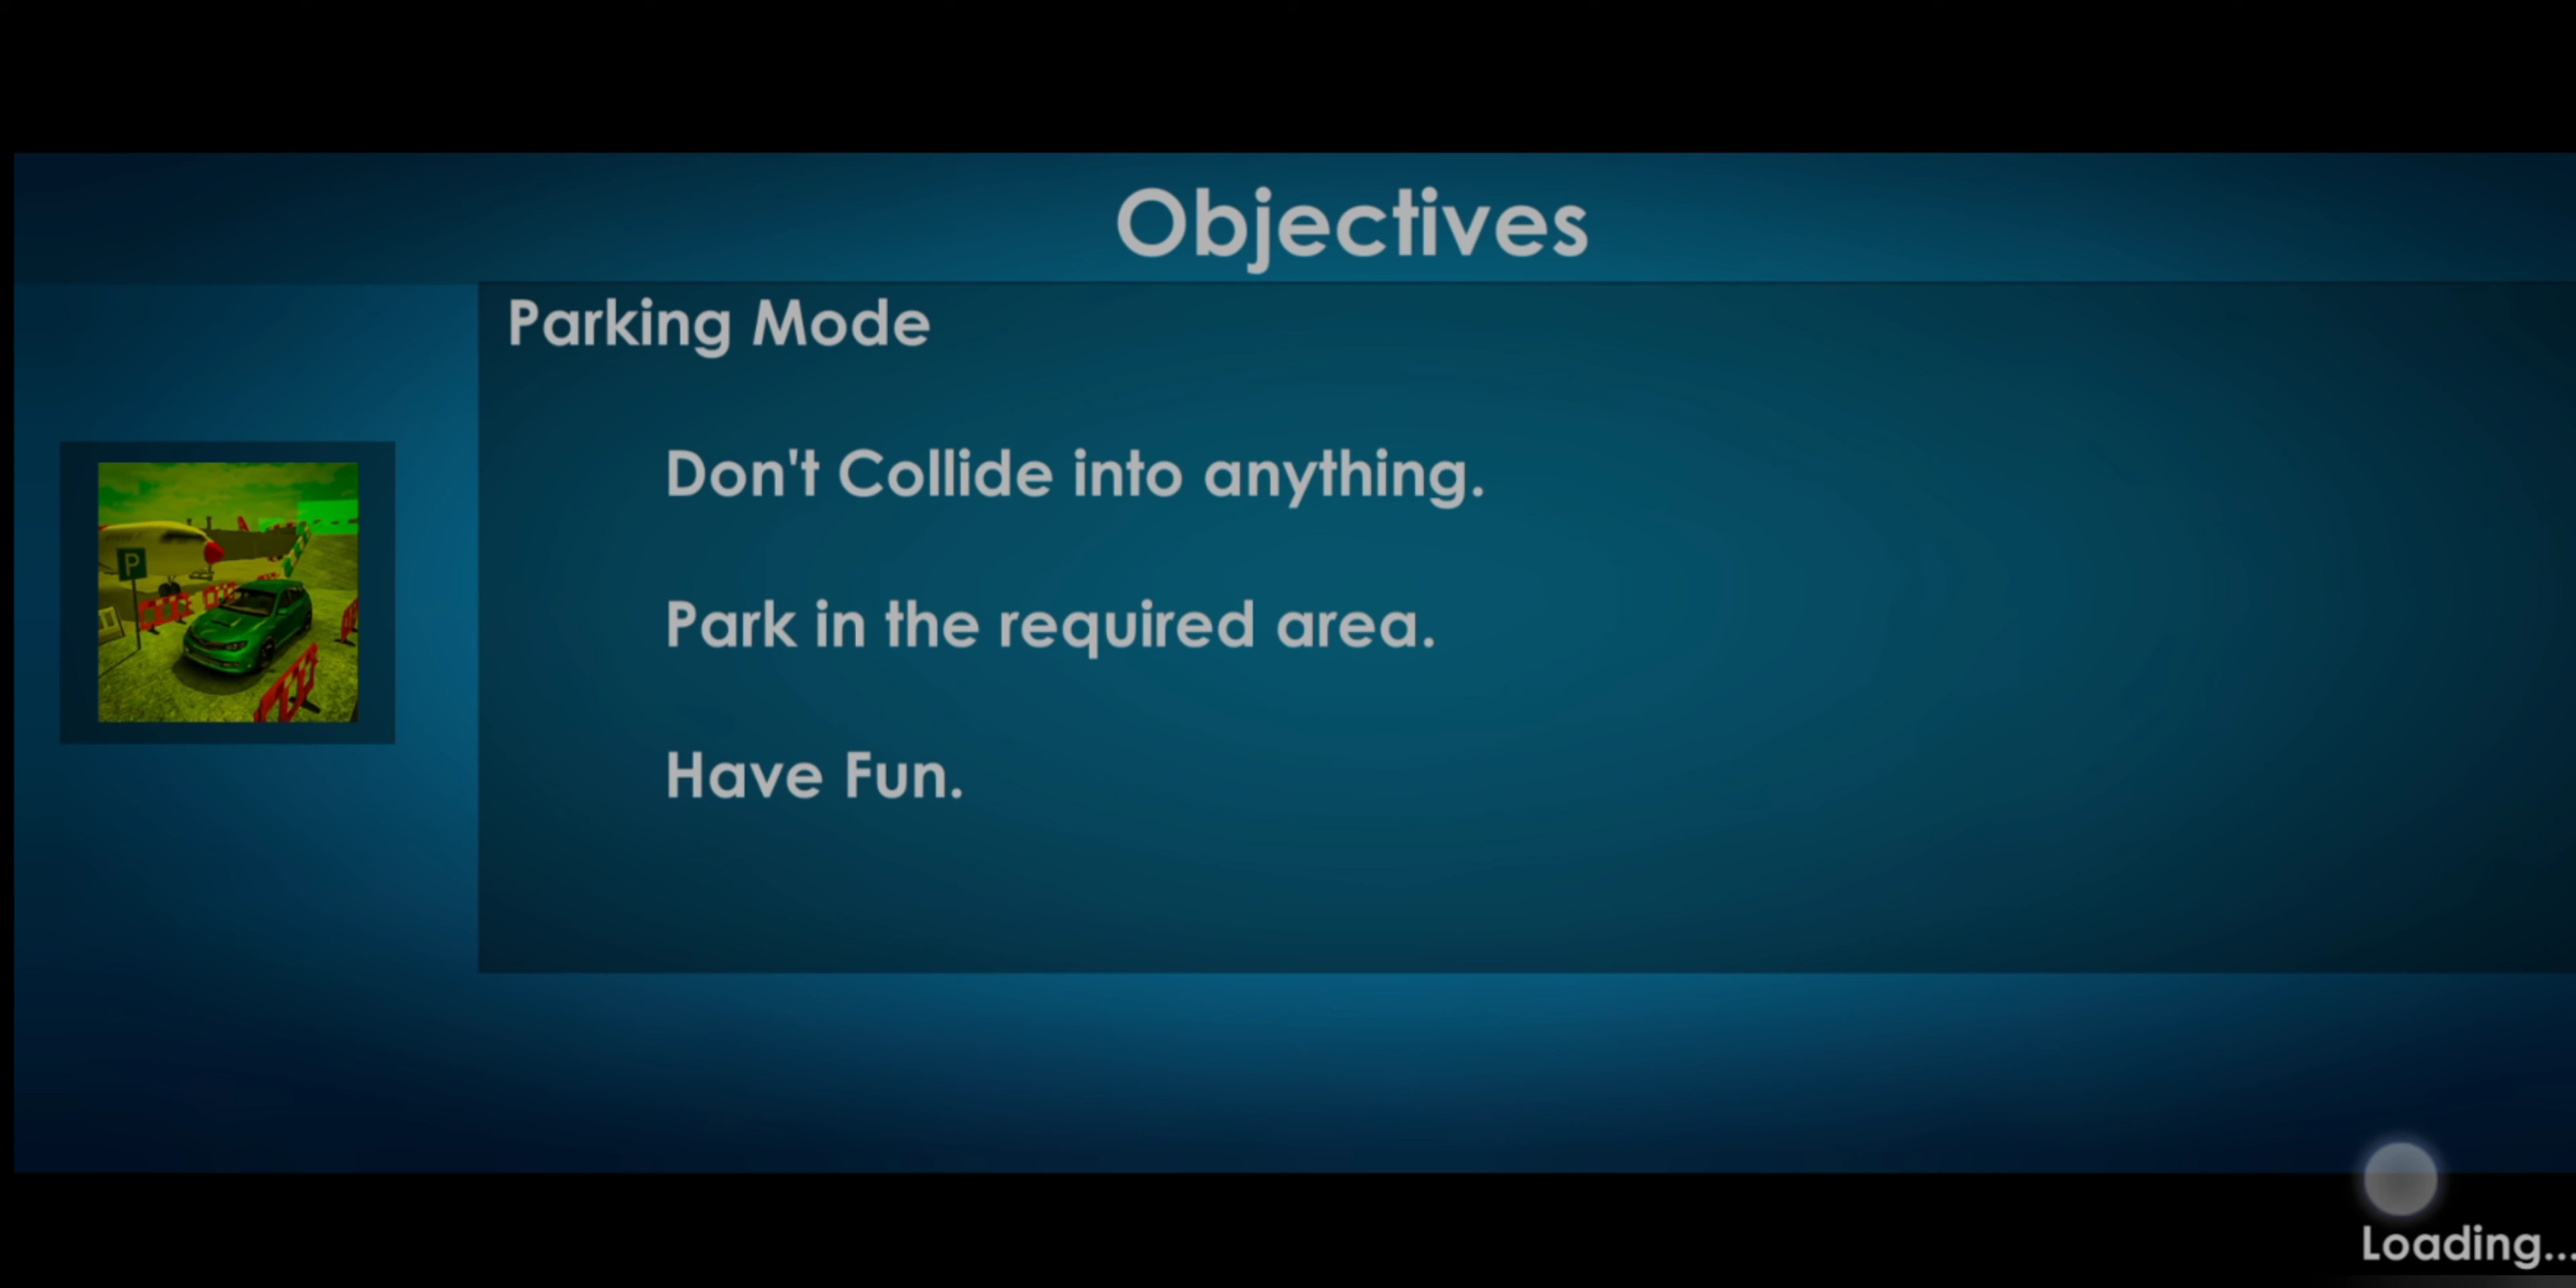 Objectives
Parking Mode
Don't Collide into anything.
P
Park in the required area.
Have Fun.
Loading...